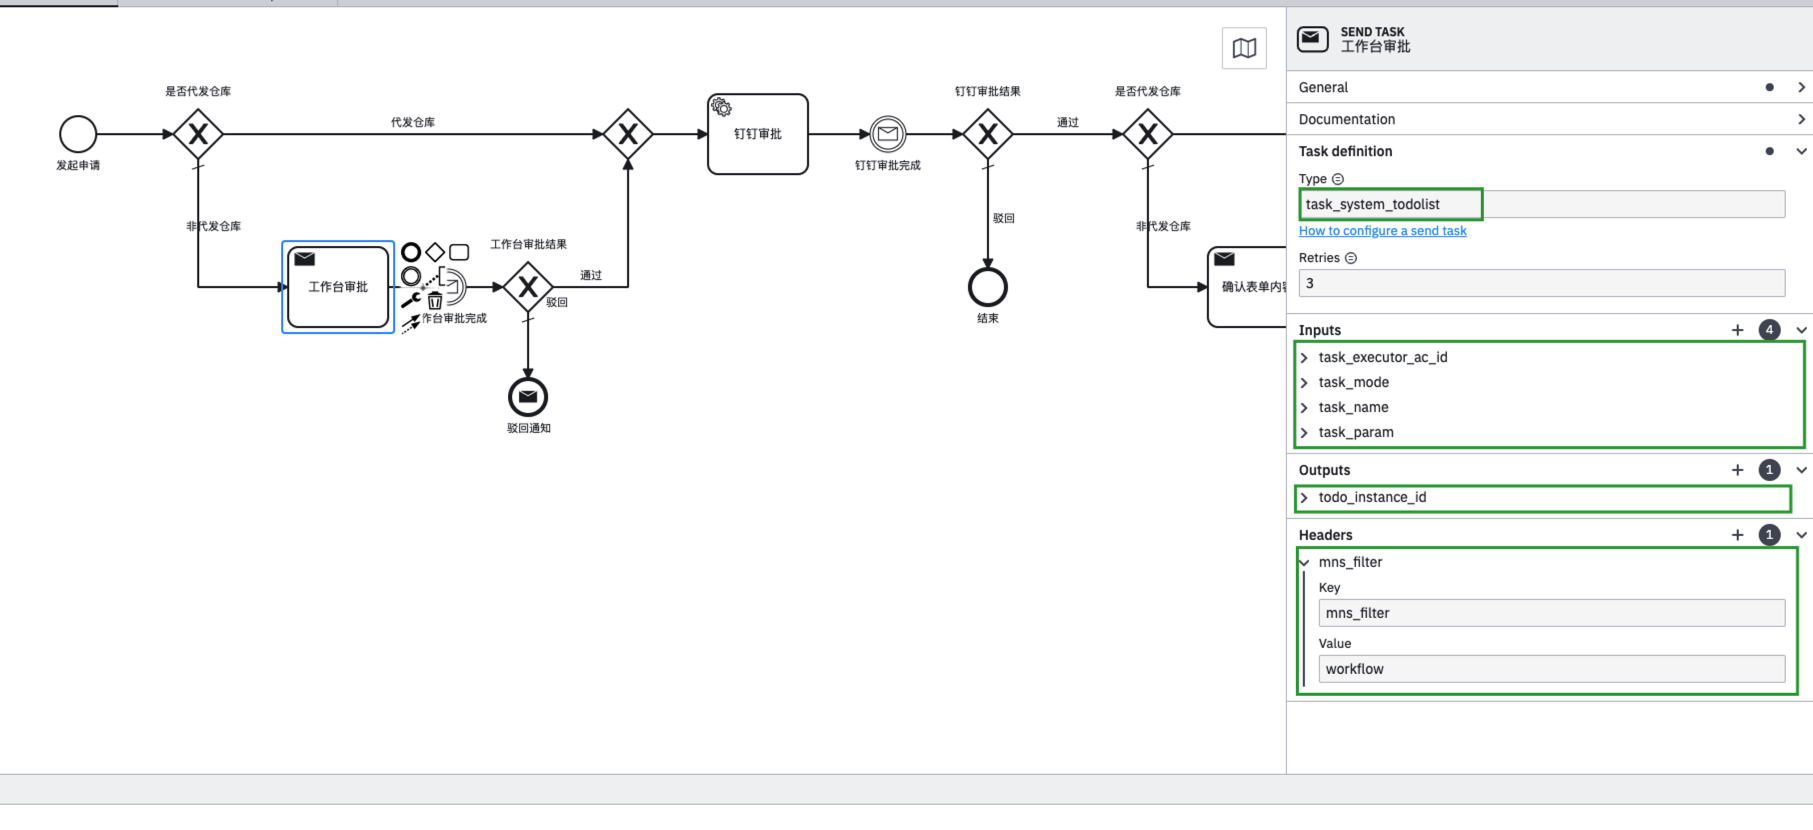 是否代发仓库
代发仓库
钉钉审批
钉钉审批结果
通过
是否代发仓库
发起申请
钉钉审批完成
非代发仓库
驳回
非代发仓库
工作台审批
工作台审批结果
通过
驳回
作台审批完成
结束
确认表单内
驳回通知
SEND TASK
工作台审批
General
Documentation
Task definition
Type
task_system_todolist
How to configure a send task
Retries
3
Inputs
4
task_executor_ac_id
task_mode
task_name
task_param
Outputs
1
todo_instance_id
Headers
1
mns_filter
Key
mns_filter
Value
workflow